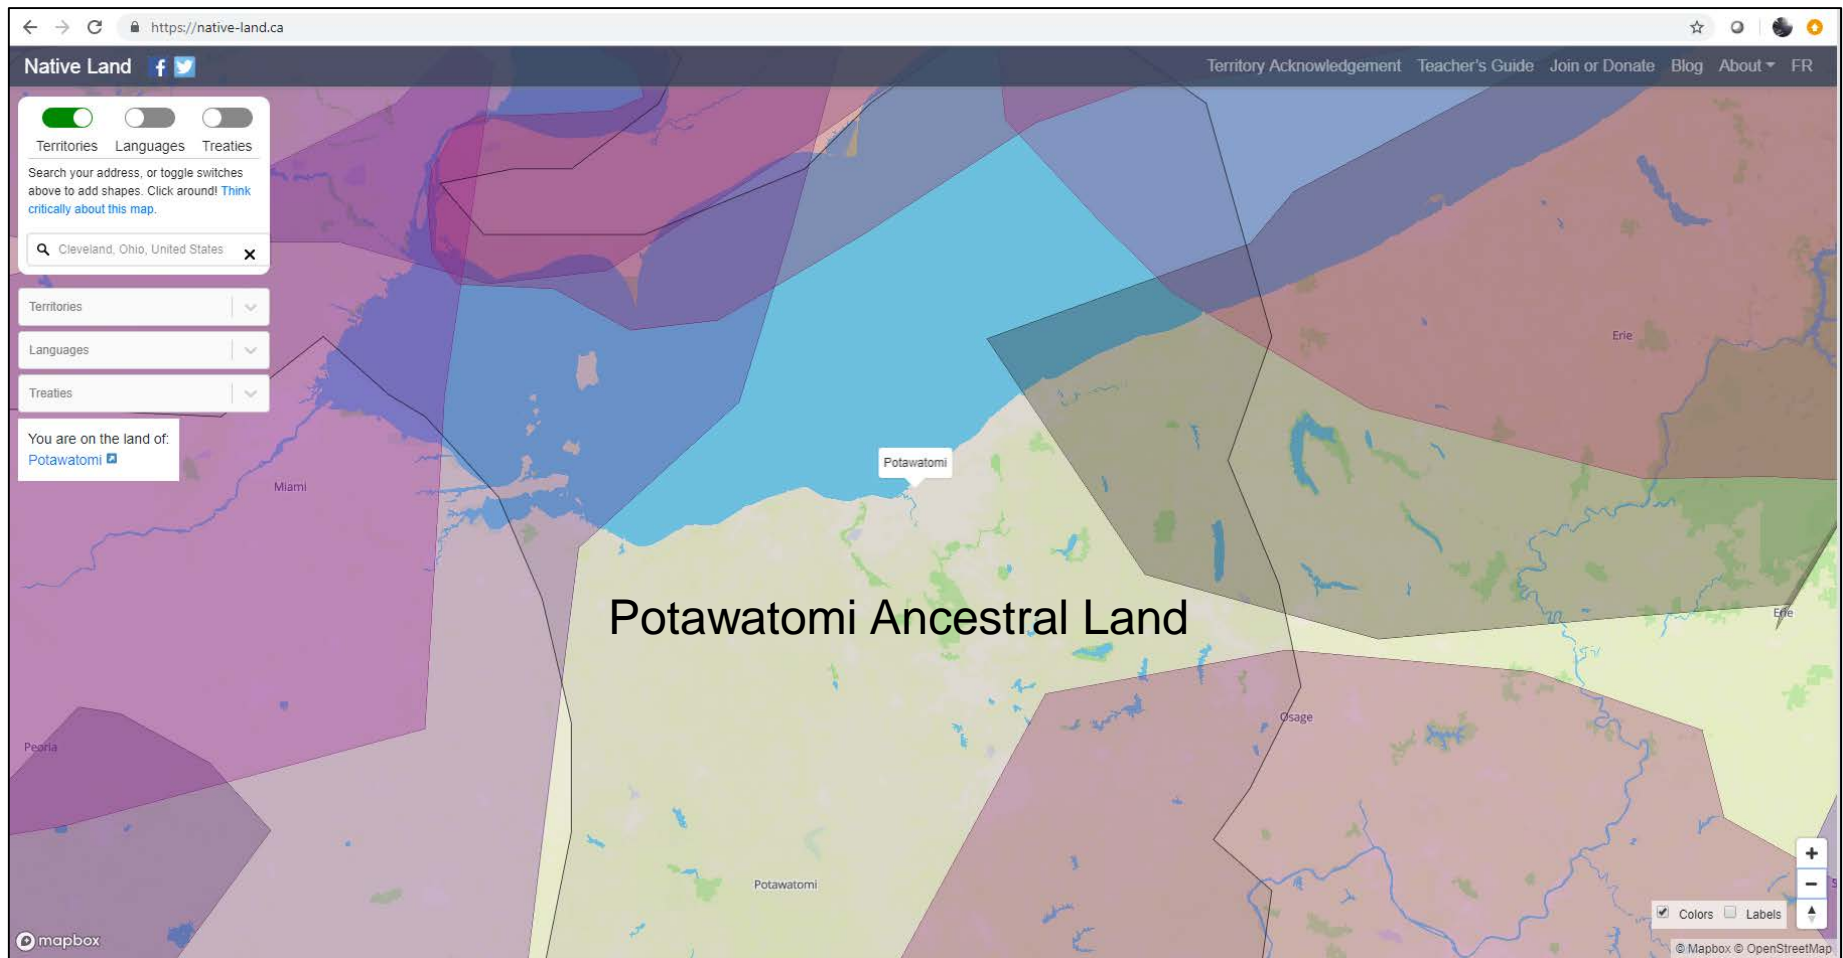 https://native-land.ca
Native Land
Territory Acknowledgement Teacher's Guide Join or Donate Blog About FR
Territories Languages Treaties
Search your address, or toggle switches
above to add shapes. Click around! Think
critically about this map.
Cleveland, Ohio, United States
Territories
Languages
Treaties
You are on the land of:
Potawatomi
Erie
Potawatomi
Miami
Potawatomi Ancestral Land
Erie
Osage
Peoria
Potawatomi
Colors Labels
mapbox
© Mapbox © OpenStreetMap